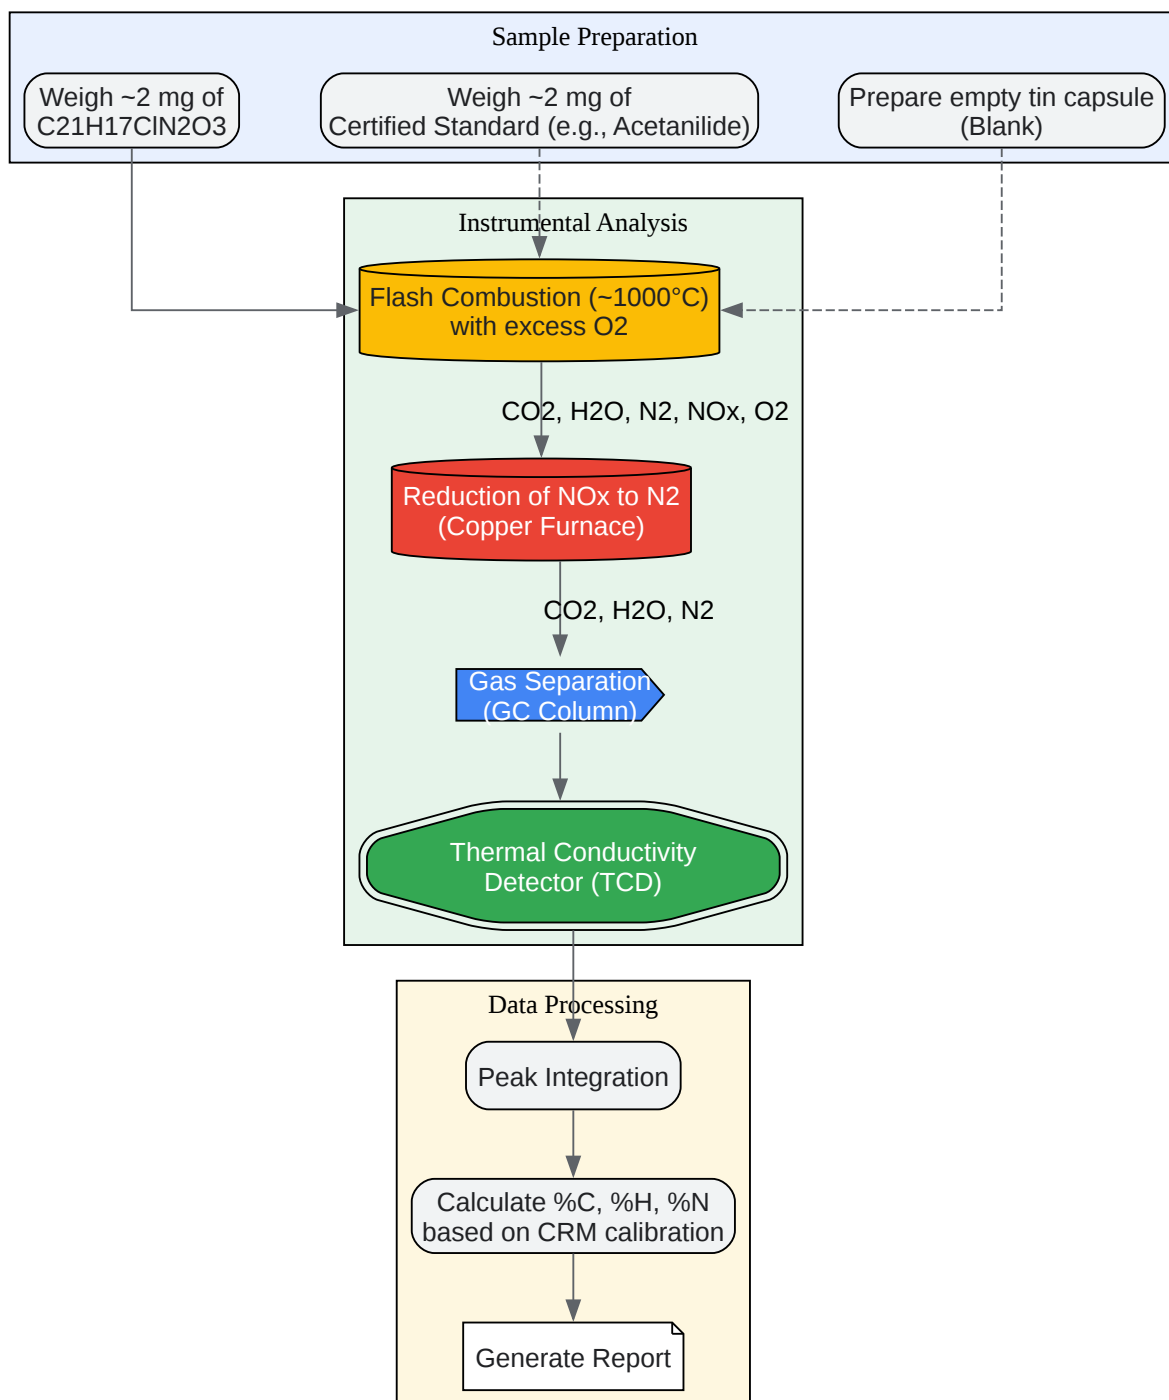 Sample Preparation
Weigh ~2 mg of
C21H17ClN2O3
Weigh ~2 mg of
Certified Standard (e.g., Acetanilide)
Prepare empty tin capsule
(Blank)
Instrumental Analysis
Flash Combustion (~1000°C)
with excess O2
CO2, H2O, N2, NOx, O2
Reduction of NOx to N2
(Copper Furnace)
CO2, H2O, N2
Gas Separation
(GC Column)
Thermal Conductivity
Detector (TCD)
Data Processing
Peak Integration
Calculate %C, %H, %N
based on CRM calibration
Generate Report